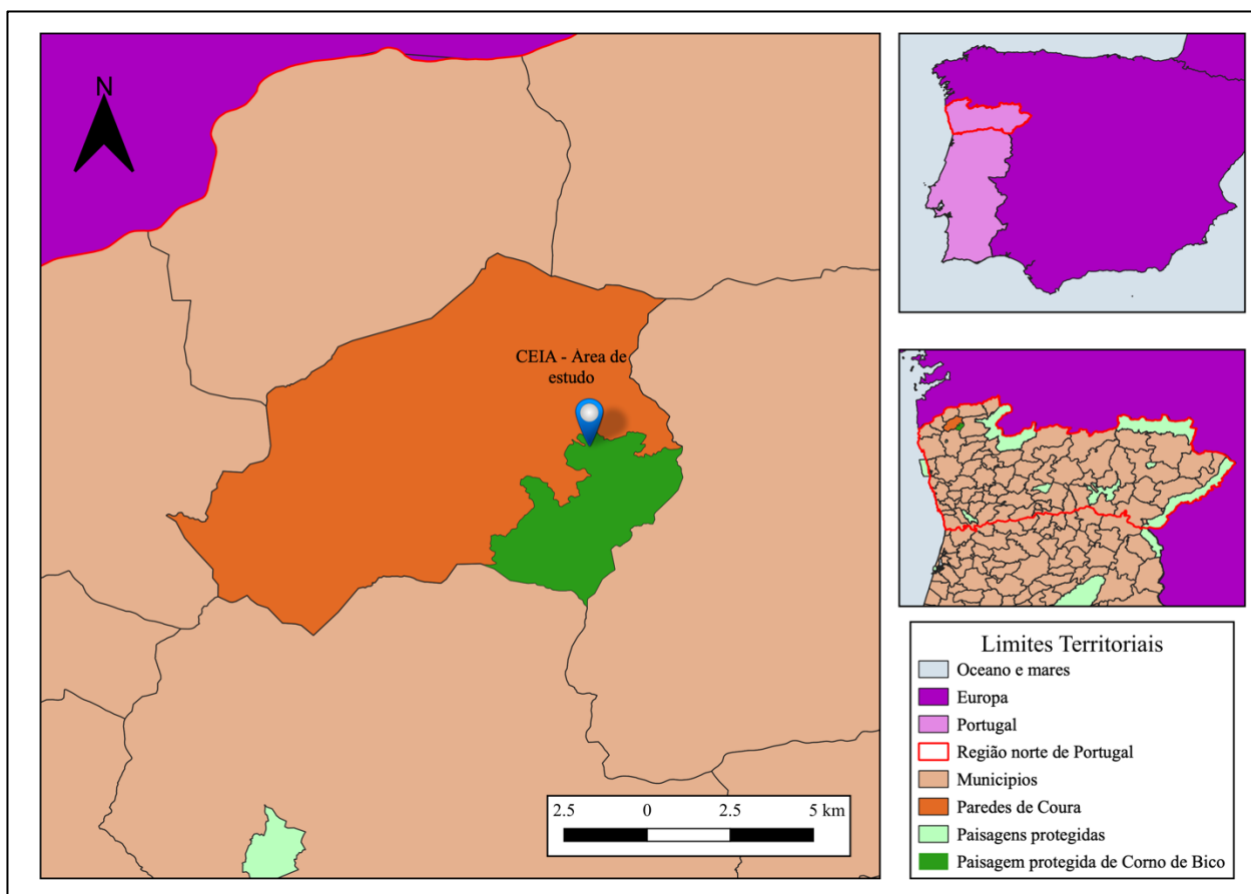 N
CEIA - Área de
estudo
2.5 0 2.5 5 km
Limites Territoriais
Oceano e mares
Europa
Portugal
Região norte de Portugal
Municipios
Paredes de Coura
Paisagens protegidas
Paisagem protegida de Corno de Bico